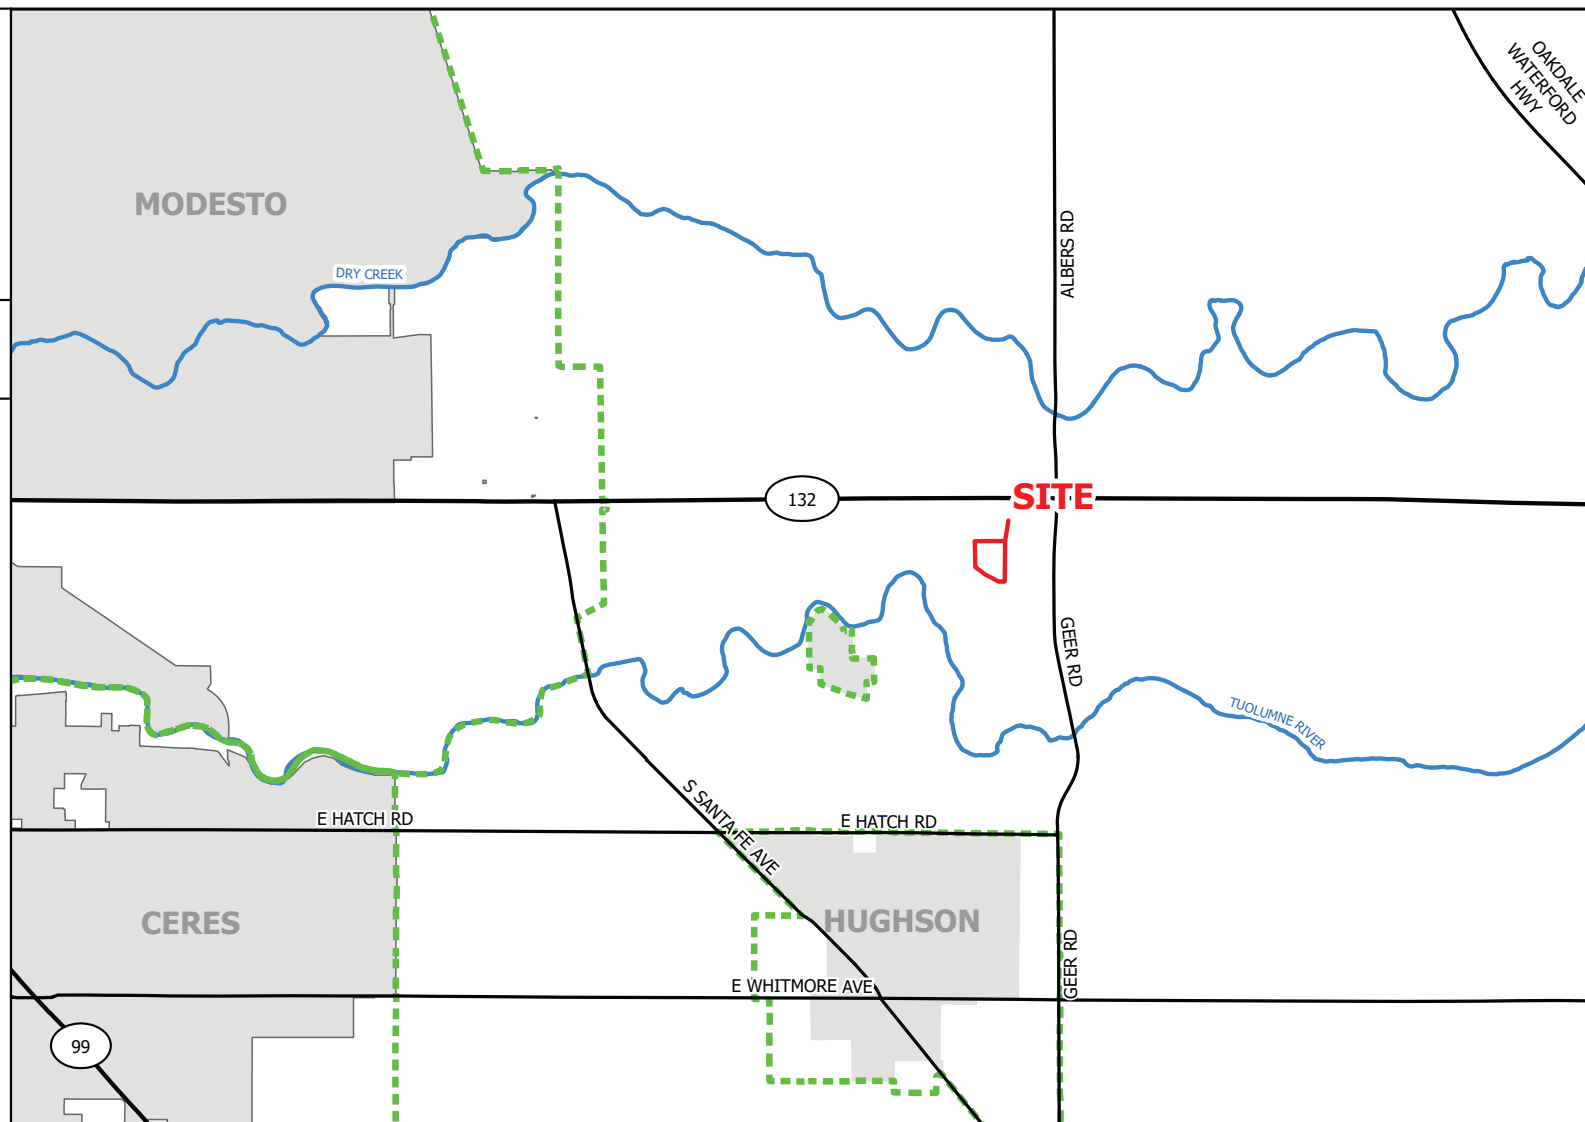 OAKDALE
WATERFORD
HWY
MODESTO
ALBERS RD
DRY CREEK
132
SITE
GEER RD
TUOLUMNE RIVER
S SANTA FE AVE
E HATCH RD
E HATCH RD
CERES
HUGHSON
GEER RD
E WHITMORE AVE
99